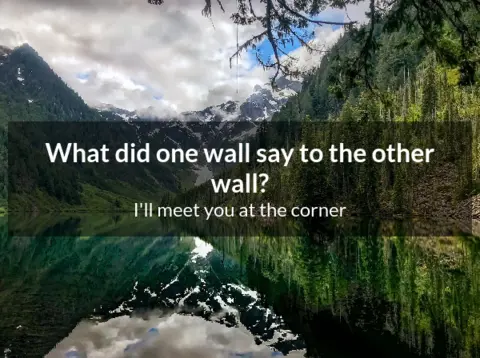 What did one wall say to the other
wall?
I'll meet you at the corner